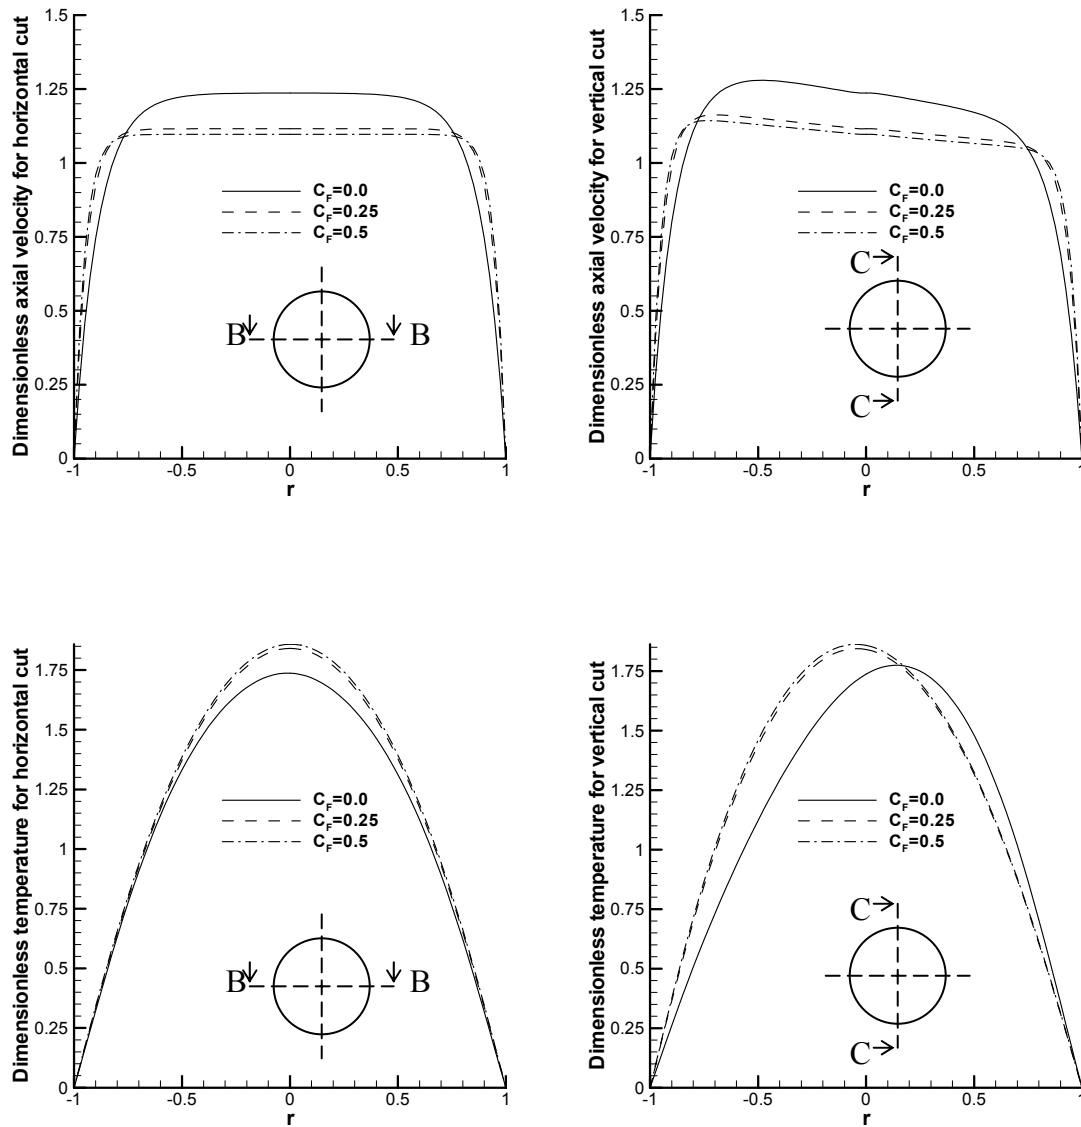 Dimensionless axial velocity for horizontal cut
1.5
1.25
1
0.75
0.5
0.25
0
-1
-0.5
0
0.5
1
r
C_F=0.0
C_F=0.25
C_F=0.5
B
B
Dimensionless axial velocity for vertical cut
1.5
1.25
1
0.75
0.5
0.25
0
-1
-0.5
0
0.5
1
r
C_F=0.0
C_F=0.25
C_F=0.5
C
C
Dimensionless temperature for horizontal cut
1.75
1.5
1.25
1
0.75
0.5
0.25
0
-1
-0.5
0
0.5
1
r
C_F=0.0
C_F=0.25
C_F=0.5
B
B
Dimensionless temperature for vertical cut
1.75
1.5
1.25
1
0.75
0.5
0.25
0
-1
-0.5
0
0.5
1
r
C_F=0.0
C_F=0.25
C_F=0.5
C
C